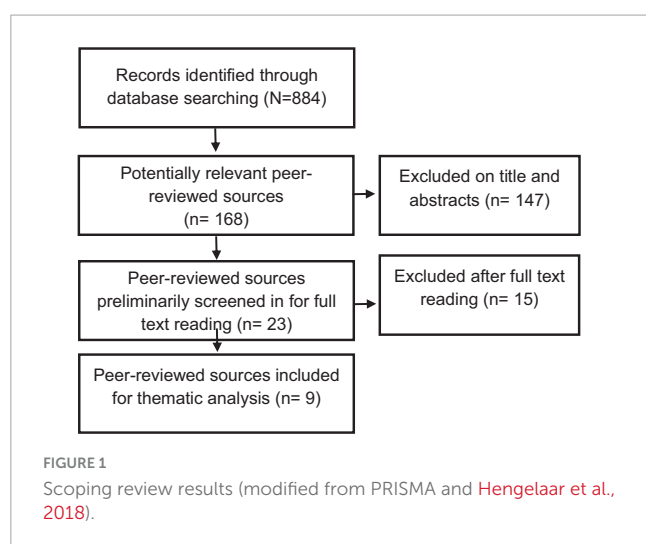 Records identified through
database searching (N=884)
Potentially relevant peer-
reviewed sources
(n= 168)
Excluded on title and
abstracts (n= 147)
Peer-reviewed sources
preliminarily screened in for full
text reading (n= 23)
Excluded after full text
reading (n= 15)
Peer-reviewed sources included
for thematic analysis (n= 9)
FIGURE 1
Scoping review results (modified from PRISMA and Hengelaar et al.,
2018).